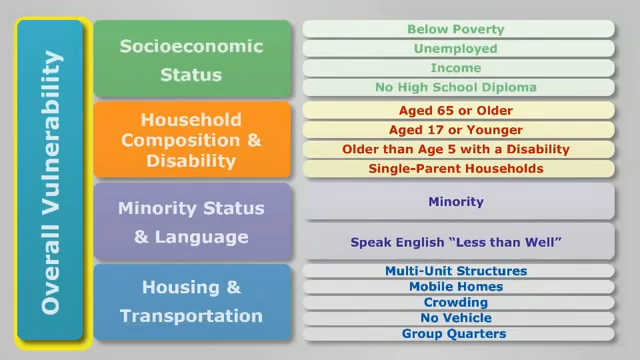 Overall Vulnerability
Socioeconomic
Status
Below Poverty
Unemployed
Income
No High School Diploma
Household
Composition &
Disability
Aged 65 or Older
Aged 17 or Younger
Older than Age 5 with a Disability
Single-Parent Households
Minority Status
& Language
Minority
Speak English “Less than Well”
Housing &
Transportation
Multi-Unit Structures
Mobile Homes
Crowding
No Vehicle
Group Quarters